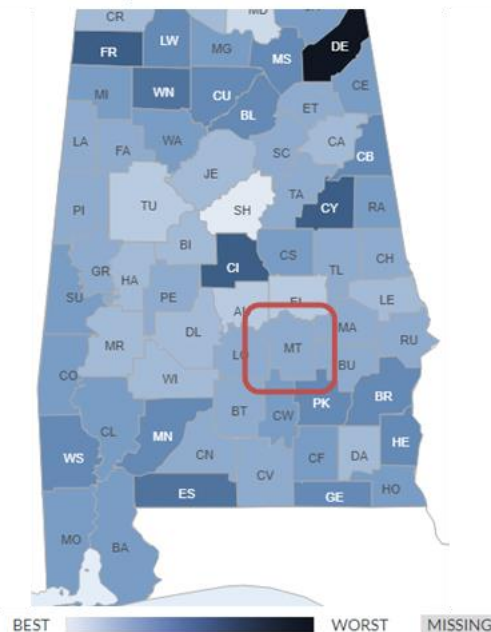 CR
MD
LW
FR
MG
MS
DE
MI
WN
CU
BL
ET
CE
LA
FA
WA
JE
SC
CA
CB
PI
TU
SH
TA
CY
RA
BI
GR
HA
SU
PE
CI
CS
TL
CH
LE
AU
EL
MR
DL
LO
MT
MA
RU
CO
WI
BU
BT
CW
PK
BR
WS
CL
MN
CN
CV
CF
DA
HE
ES
GE
HO
MO
BA
BEST WORST MISSING